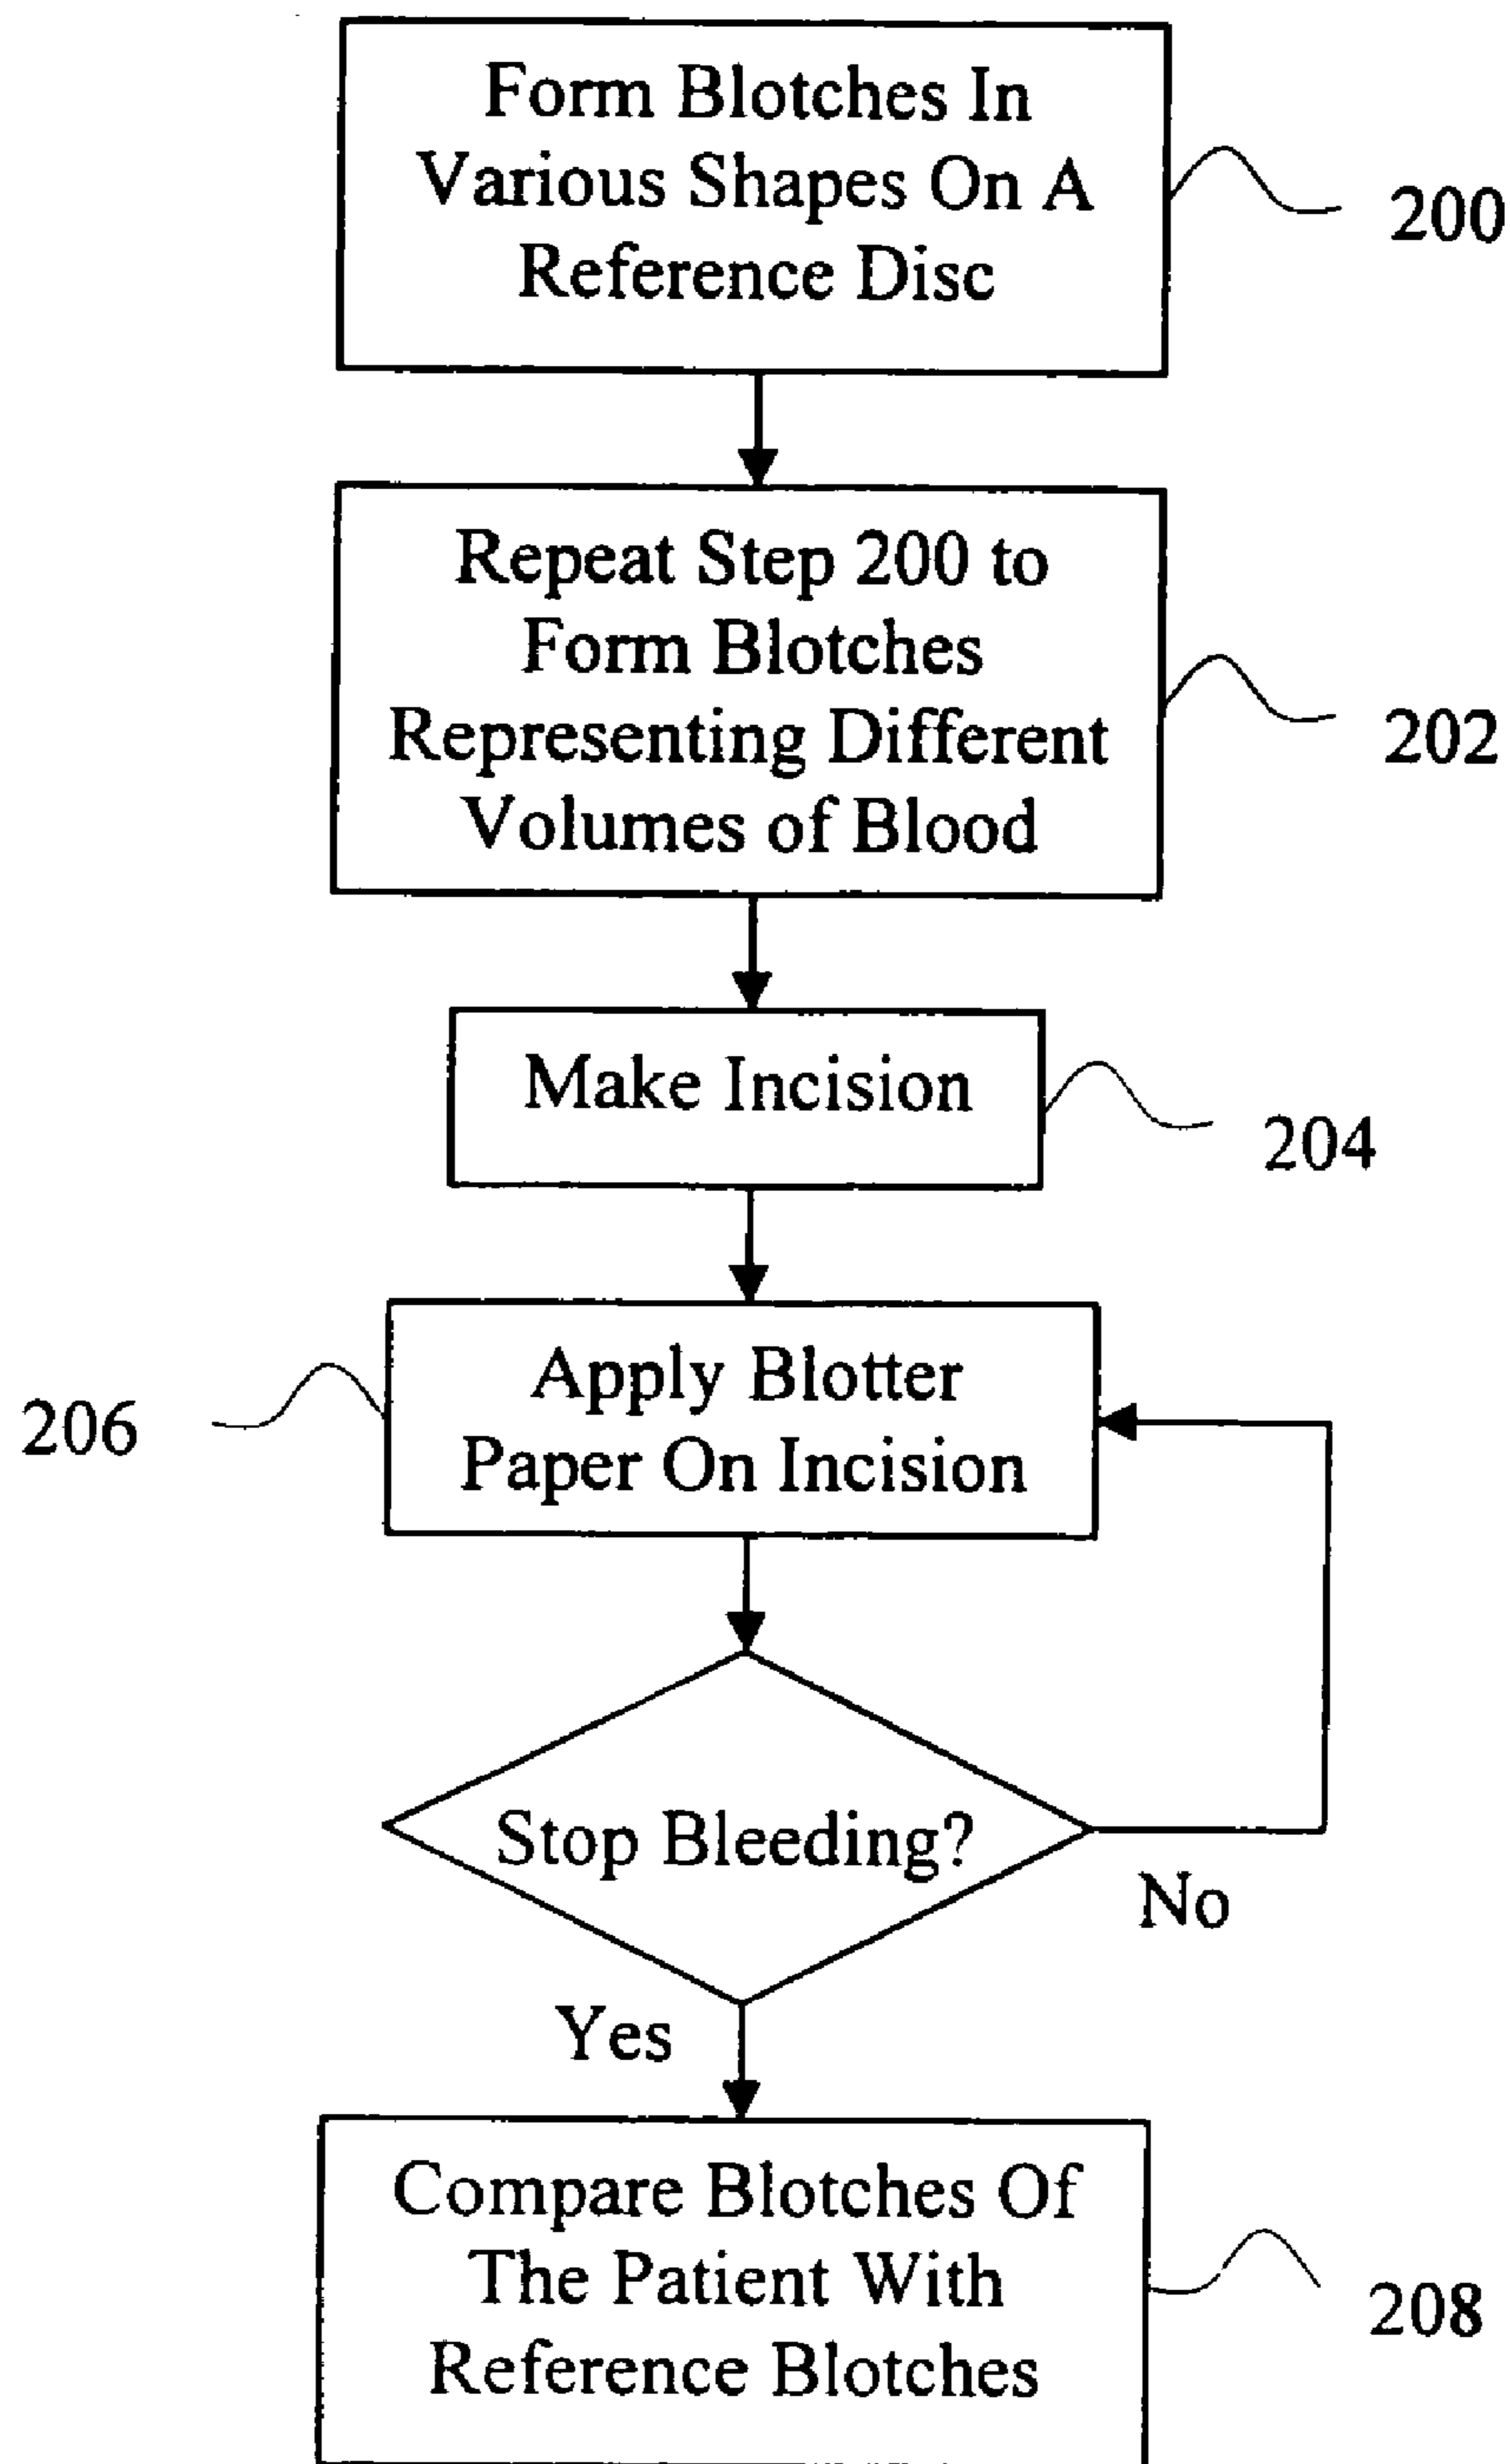 Form Blotches In
Various Shapes On A
Reference Disc
200
Repeat Step 200 to
Form Blotches
Representing Different
Volumes of Blood
202
Make Incision
204
Apply Blotter
Paper On Incision
206
Stop Bleeding?
No
Yes
Compare Blotches Of
The Patient With
Reference Blotches
208